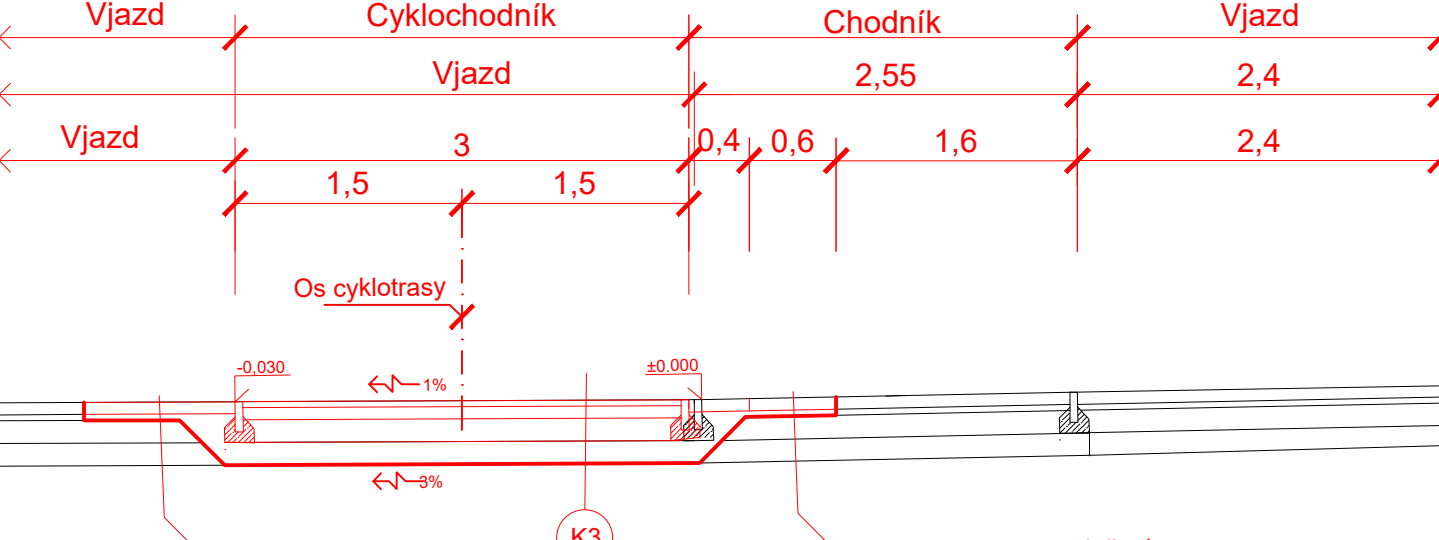 Vjazd Cyklochodník Chodník Vjazd
Vjazd 2,55 2,4
Vjazd 3 0,4 0,6 1,6 2,4
1,5 1,5
Os cyklotrasy
-0,030 ±0.000
1%
3%
K3